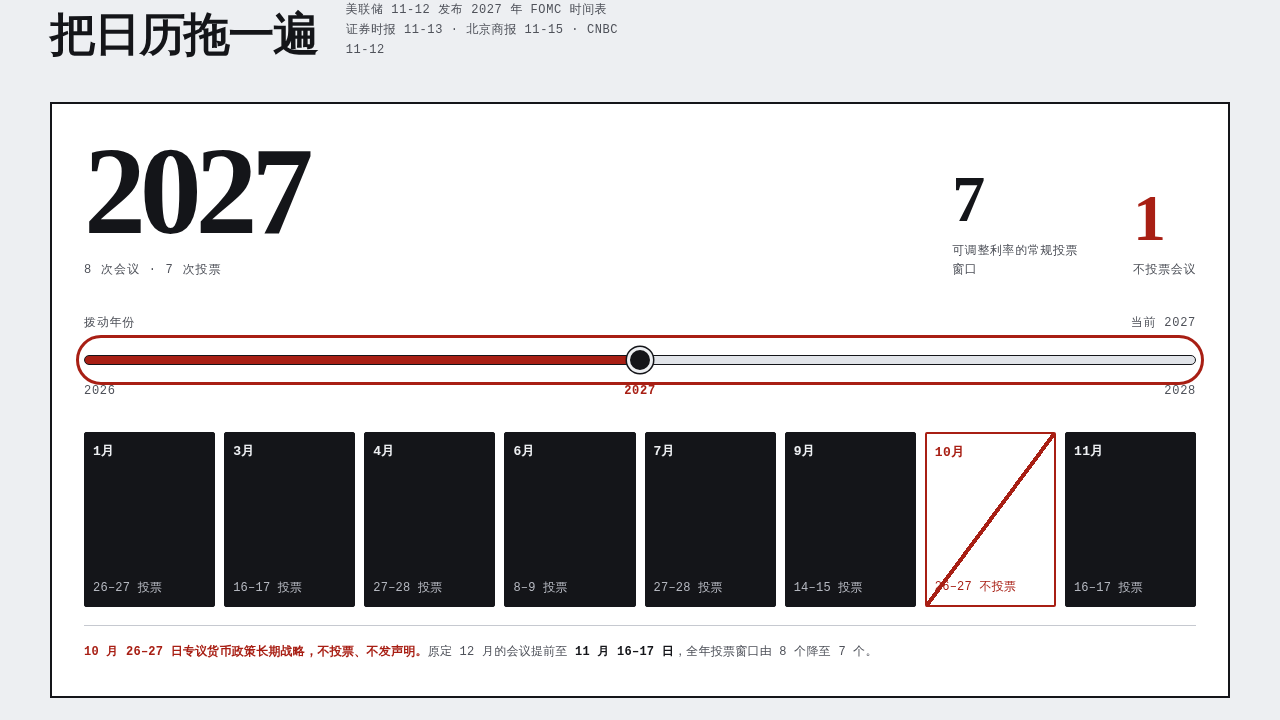 把日历拖一遍
美联储 11-12 发布 2027 年 FOMC 时间表
证券时报 11-13 · 北京商报 11-15 · CNBC
11-12
2027
8 次会议 · 7 次投票
7
可调整利率的常规投票
窗口
1
不投票会议
拨动年份
当前 2027
2026
2027
2028
1月
26–27 投票
3月
16–17 投票
4月
27–28 投票
6月
8–9 投票
7月
27–28 投票
9月
14–15 投票
10月
26–27 不投票
11月
16–17 投票
10 月 26–27 日专议货币政策长期战略，不投票、不发声明。原定 12 月的会议提前至 11 月 16–17 日，全年投票窗口由 8 个降至 7 个。